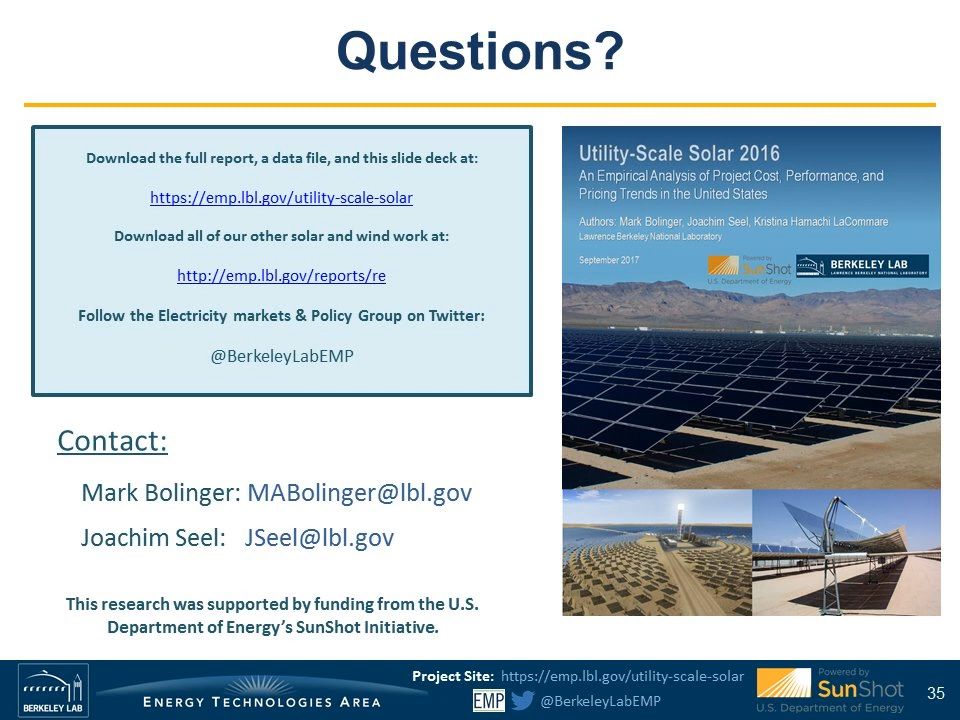 Questions?
Download the full report, a data file, and this slide deck at:
https://emp.lbl.gov/utility-scale-solar
Download all of our other solar and wind work at:
http://emp.lbl.gov/reports/re
Follow the Electricity markets & Policy Group on Twitter:
@BerkeleyLabEMP
Utility-Scale Solar 2016
An Empirical Analysis of Project Cost, Performance, and
Pricing Trends in the United States
Authors: Mark Bolinger, Joachim Seel, Kristina Hamachi LaCommare
Lawrence Berkeley National Laboratory
September 2017
Powered by
SunShot
U.S. Department of Energy
BERKELEY LAB
LAWRENCE BERKELEY NATIONAL LABORATORY
Contact:
Mark Bolinger: MABolinger@lbl.gov
Joachim Seel: JSeel@lbl.gov
This research was supported by funding from the U.S.
Department of Energy’s SunShot Initiative.
BERKELEY LAB
ENERGY TECHNOLOGIES AREA
Project Site: https://emp.lbl.gov/utility-scale-solar
EMP @BerkeleyLabEMP
Powered by
SunShot
U.S. Department of Energy
35